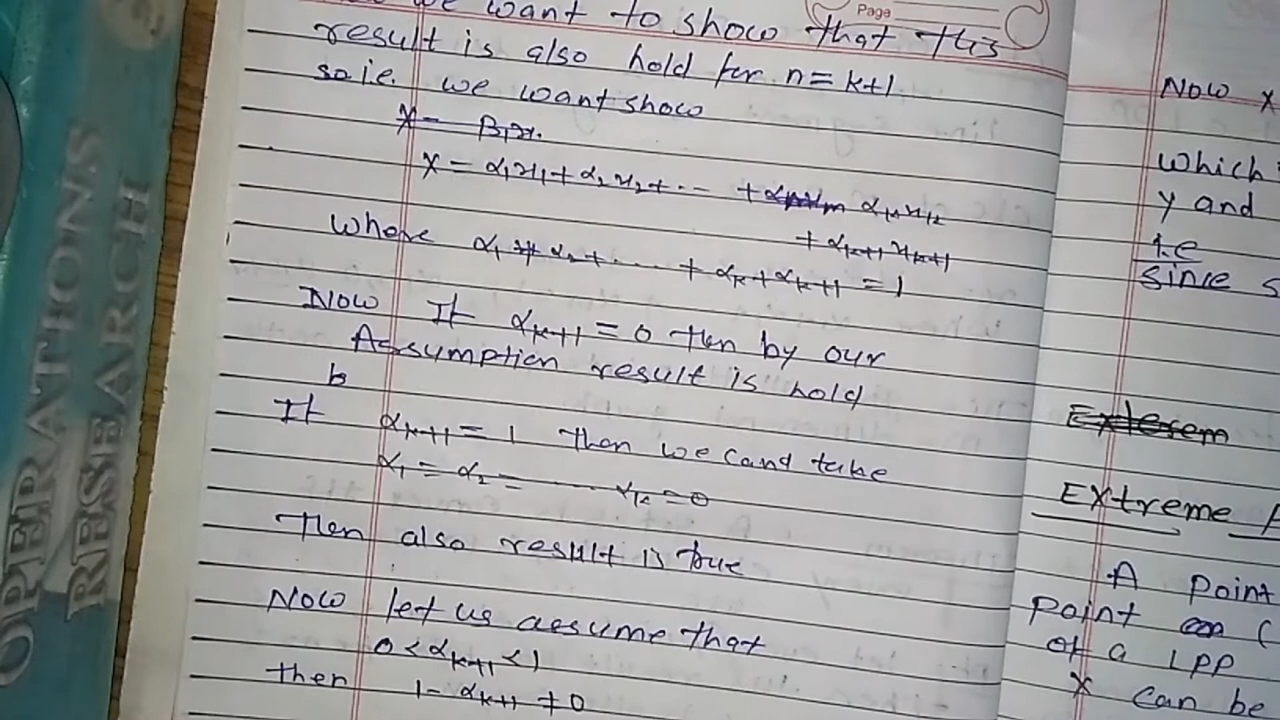 we want to show that this
Page
result is also hold for n=k+1
so i.e. we want show
X = α₁x₁ + α₂x₂ + ... + αₖxₖ
+ αₖ₊₁xₖ₊₁
Where α₁ + α₂ + ..... + αₖ + αₖ₊₁ = 1
Now If αₖ₊₁ = 0 then by our
Assumption result is hold
If αₖ₊₁ = 1 then we cand take
α₁ = α₂ = ..... αₖ = 0
Then also result is true
Now let us aesume that
0 < αₖ₊₁ < 1
then 1 - αₖ₊₁ ≠ 0
Now X
Which
y and
i.e
since s
Extreme
A point
point
of a LPP
X can be
OPERATIONS
RESEARCH